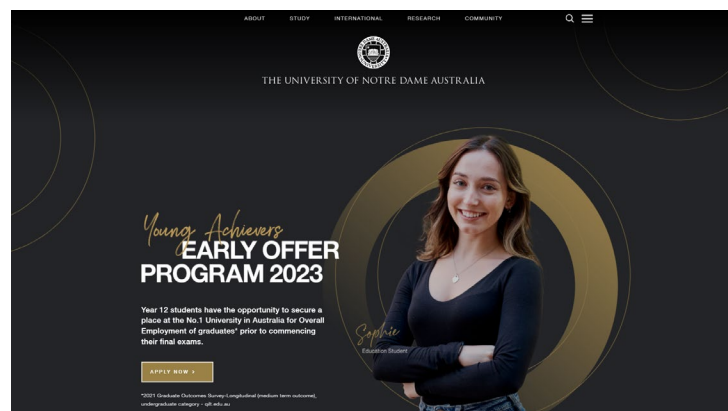 ABOUT STUDY INTERNATIONAL RESEARCH COMMUNITY
THE UNIVERSITY OF NOTRE DAME AUSTRALIA
Young Achievers
EARLY OFFER
PROGRAM 2023
Year 12 students have the opportunity to secure a
place at the No.1 University in Australia for Overall
Employment of graduates* prior to commencing
their final exams.
Sophie
Education Student
APPLY NOW >
*2021 Graduate Outcomes Survey-Longitudinal (medium term outcome),
undergraduate category - qilt.edu.au